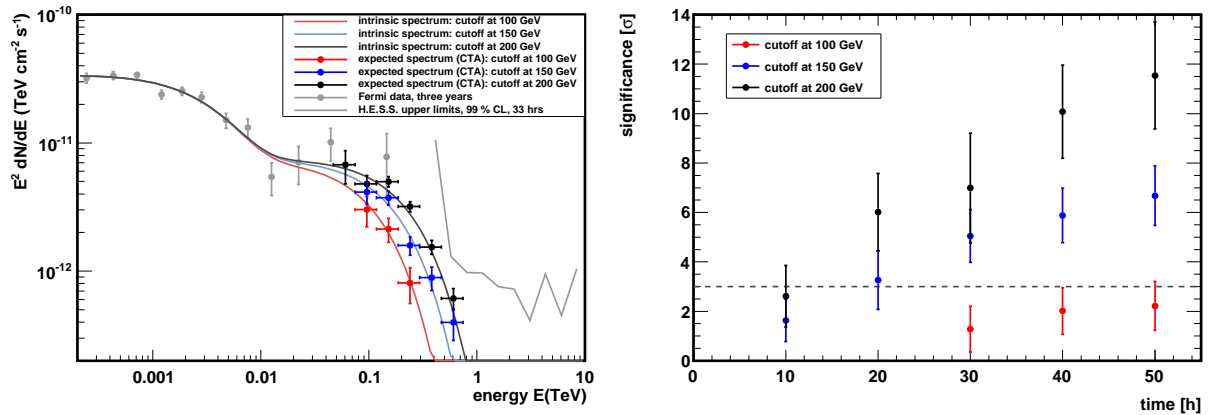 E² dN/dE (TeV cm⁻² s⁻¹)
10⁻¹⁰
10⁻¹¹
10⁻¹²
intrinsic spectrum: cutoff at 100 GeV
intrinsic spectrum: cutoff at 150 GeV
intrinsic spectrum: cutoff at 200 GeV
expected spectrum (CTA): cutoff at 100 GeV
expected spectrum (CTA): cutoff at 150 GeV
expected spectrum (CTA): cutoff at 200 GeV
Fermi data, three years
H.E.S.S. upper limits, 99 % CL, 33 hrs
0.001 0.01 0.1 1 10
energy E(TeV)
significance [σ]
14
12
10
8
6
4
2
0
cutoff at 100 GeV
cutoff at 150 GeV
cutoff at 200 GeV
0 10 20 30 40 50
time [h]